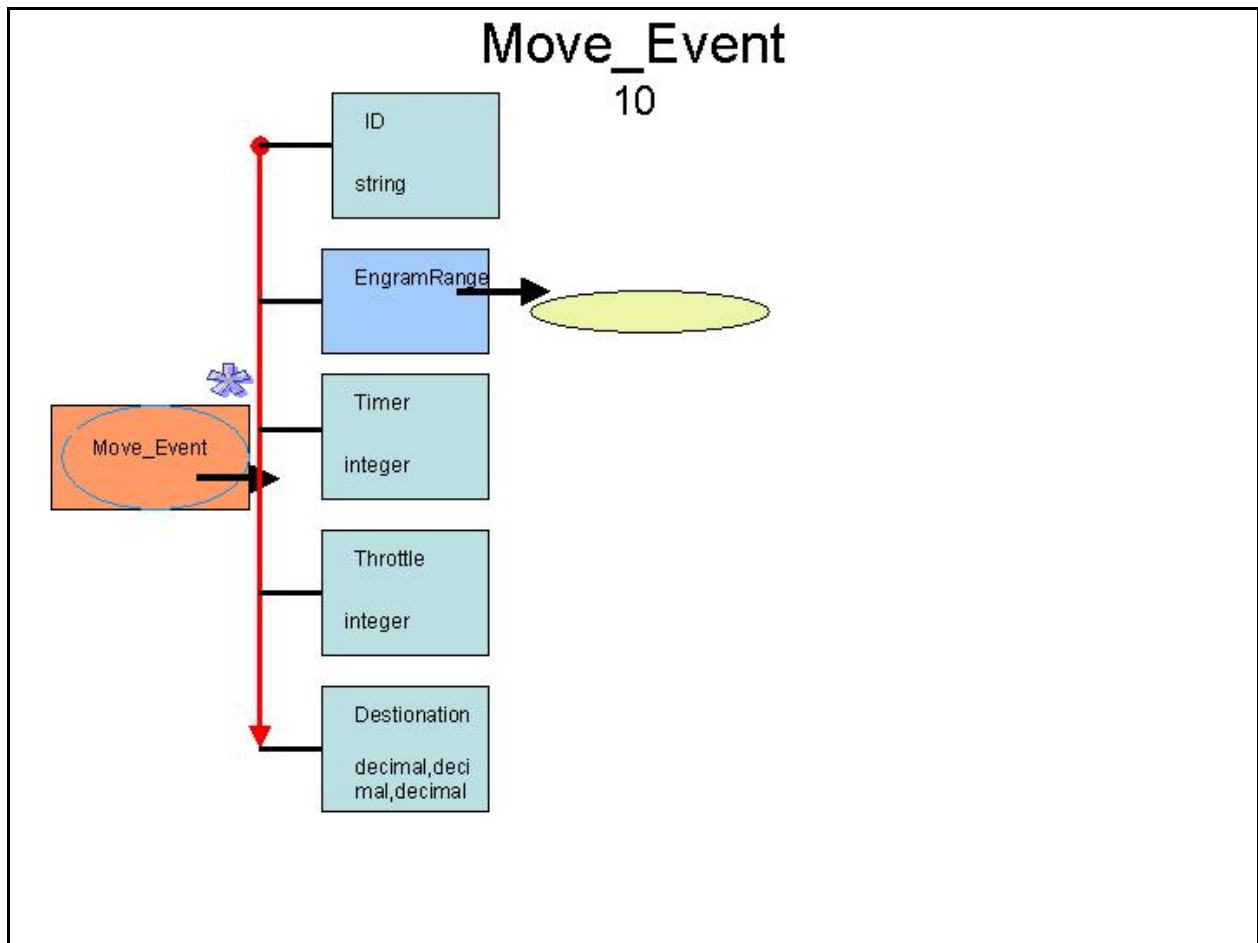 Move_Event
10
ID
string
EngramRange
Timer
integer
Move_Event
Throttle
integer
Destionation
decimal,deci
mal,decimal